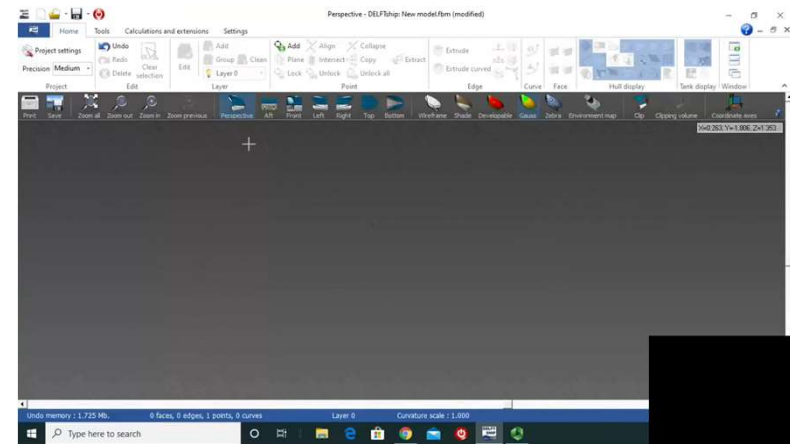 Perspective - DELFTship: New model.fbm (modified)
Home Tools Calculations and extensions Settings
Project settings
Precision Medium
Project
Undo
Redo
Delete
Clear selection
Edit
Edit
Add
Group Clean
Layer 0
Layer
Add Align Collapse
Plane Intersect Copy Extract
Lock Unlock Unlock all
Point
Extrude
Extrude curved
Edge
Curve Face Hull display Tank display Window
Print Save Zoom all Zoom out Zoom in Zoom previous Perspective Aft Front Left Right Top Bottom Wireframe Shade Developable Gauss Zebra Environment map Clip Clipping volume Coordinate axes
X=0.263, Y=-1.806, Z=1.353
Undo memory : 1.725 Mb. 0 faces, 0 edges, 1 points, 0 curves Layer 0 Curvature scale : 1.000
Type here to search